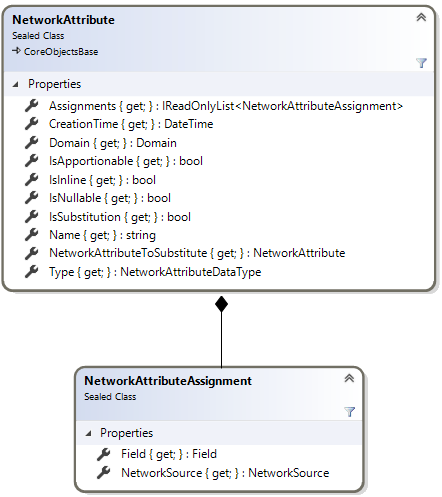 NetworkAttribute
Sealed Class
CoreObjectsBase
Properties
Assignments { get; } : IReadOnlyList<NetworkAttributeAssignment>
CreationTime { get; } : DateTime
Domain { get; } : Domain
IsApportionable { get; } : bool
IsInline { get; } : bool
IsNullable { get; } : bool
IsSubstitution { get; } : bool
Name { get; } : string
NetworkAttributeToSubstitute { get; } : NetworkAttribute
Type { get; } : NetworkAttributeDataType
NetworkAttributeAssignment
Sealed Class
Properties
Field { get; } : Field
NetworkSource { get; } : NetworkSource